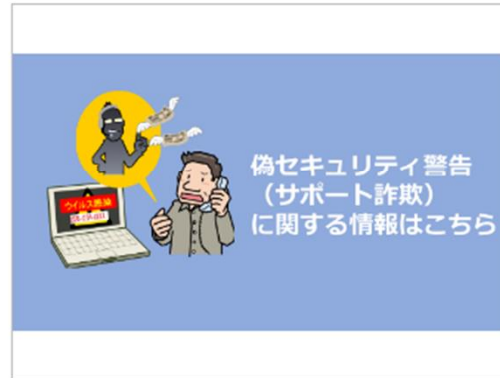 ウイルス感染
偽セキュリティ警告
（サポート詐欺）
に関する情報はこちら